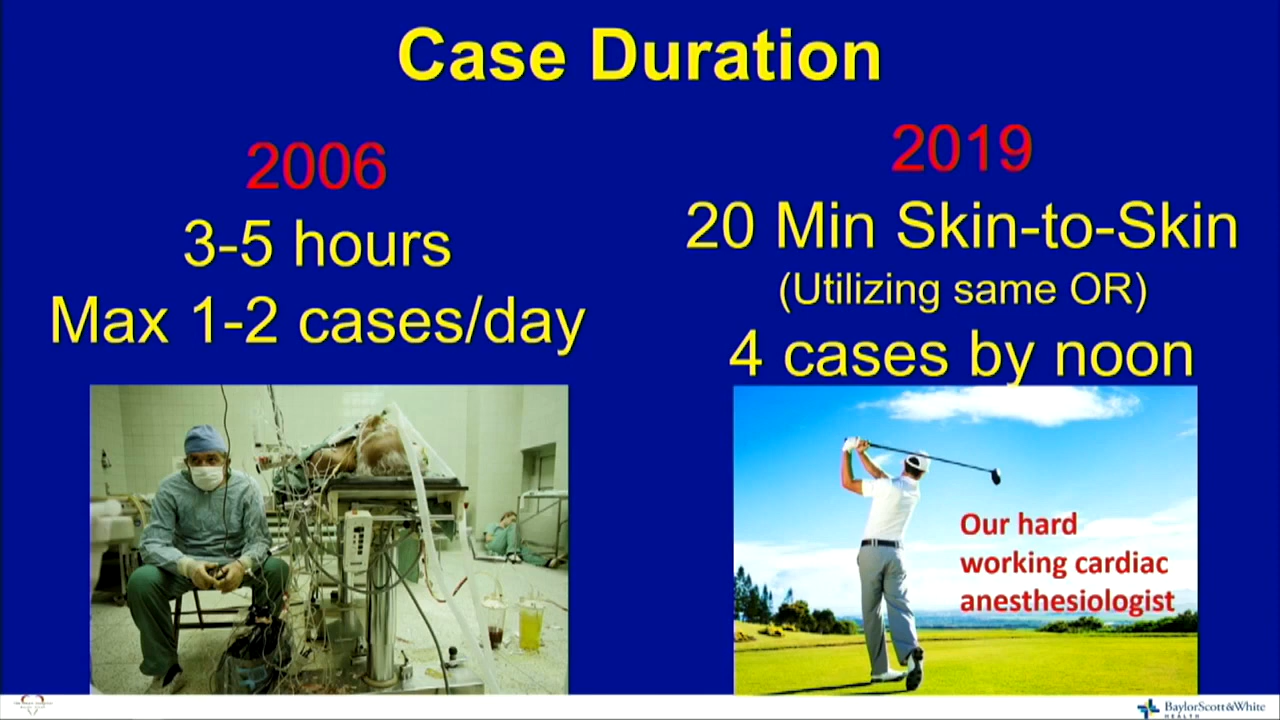 Case Duration
2006
3-5 hours
Max 1-2 cases/day
2019
20 Min Skin-to-Skin
(Utilizing same OR)
4 cases by noon
Our hard
working cardiac
anesthesiologist
BaylorScott&White
HEALTH